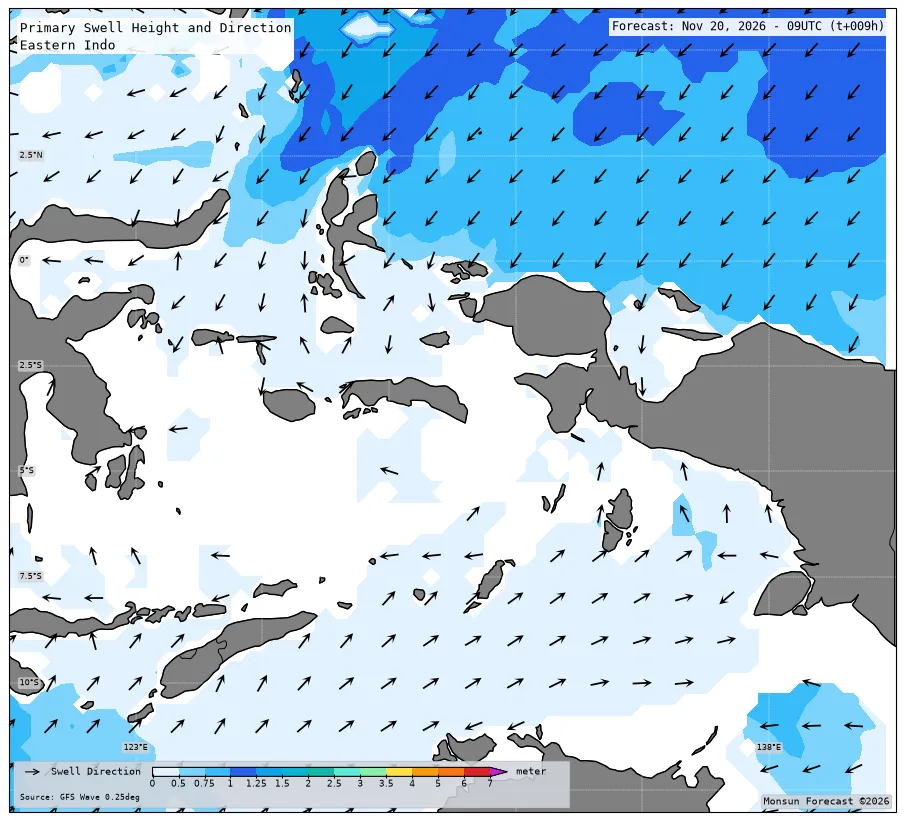 Primary Swell Height and Direction
Eastern Indo
Forecast: Nov 20, 2026 - 09UTC (t+009h)
2.5°N
0°
2.5°S
5°S
7.5°S
10°S
123°E
138°E
Swell Direction
0 0.5 0.75 1 1.25 1.5 2 2.5 3 3.5 4 5 6 7
meter
Source: GFS Wave 0.25deg
Monsun Forecast ©2026